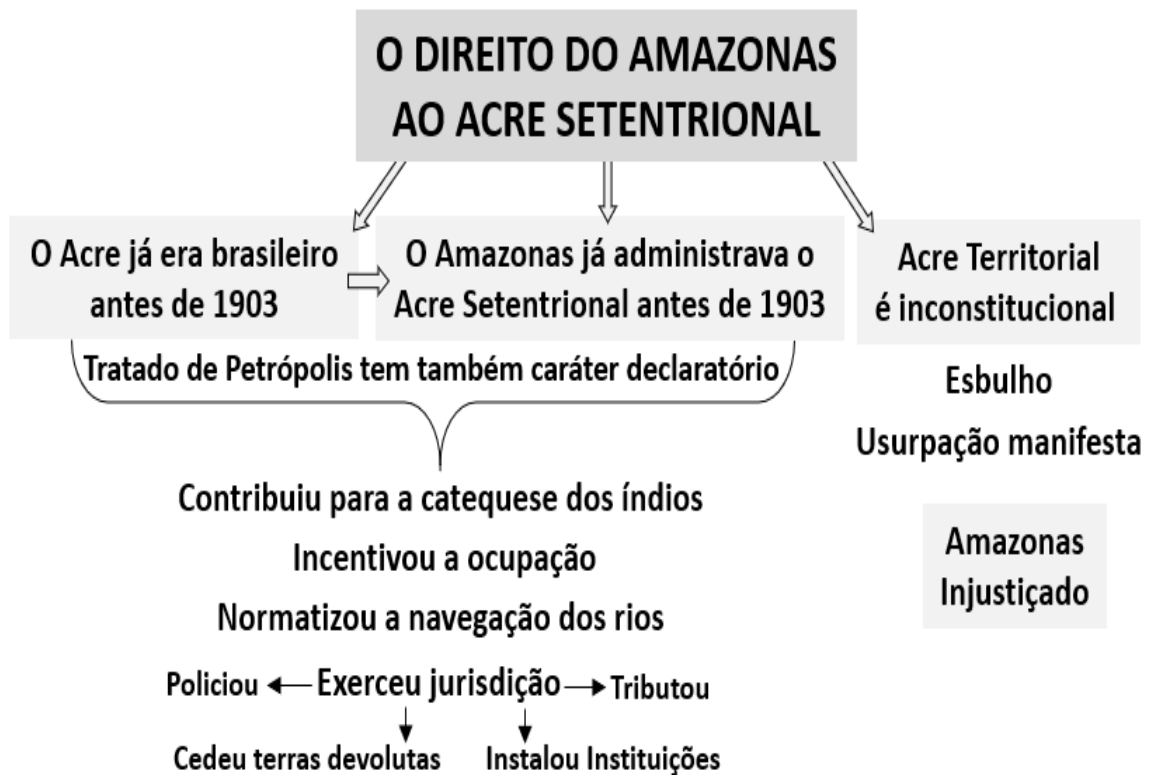 O DIREITO DO AMAZONAS
AO ACRE SETENTRIONAL
O Acre já era brasileiro
antes de 1903
O Amazonas já administrava o
Acre Setentrional antes de 1903
Acre Territorial
é inconstitucional
Tratado de Petrópolis tem também caráter declaratório
Esbulho
Usurpação manifesta
Contribuiu para a catequese dos índios
Incentivou a ocupação
Normatizou a navegação dos rios
Amazonas
Injustiçado
Policiou Exerceu jurisdição Tributou
Cedeu terras devolutas Instalou Instituições